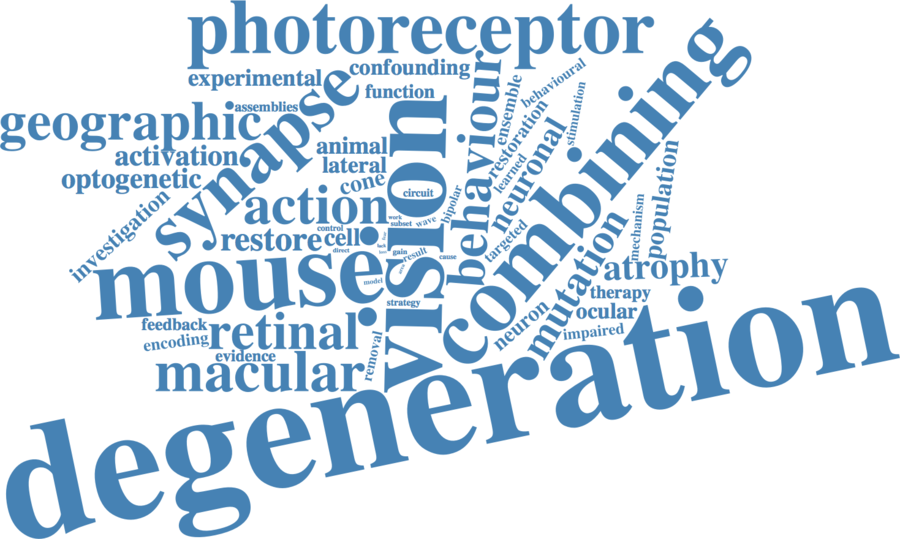 photoreceptor
experimental
confounding
function
assemblies
geographic
synapse
activation
optogenetic
investigation
animal
lateral
cone
circuit
action
restore
cell
control
direct
work
subset
wave
bipolar
gain
result
cause
model
strategy
vision
behaviour
ensemble
behavioural
restoration
learned
stimulation
neuronal
targeted
combining
mechanism
population
mouse
feedback
encoding
retinal
evidence
macular
removal
neuron
mutation
atrophy
therapy
ocular
impaired
degeneration